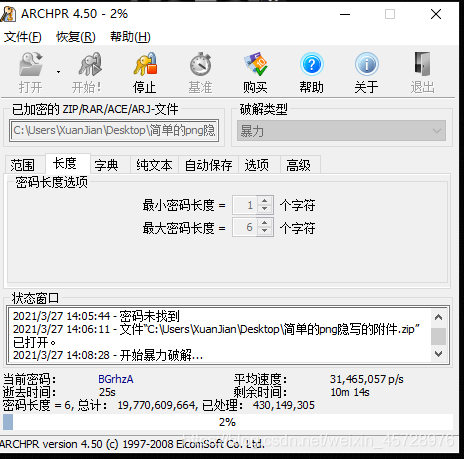 ARCHPR 4.50 - 2%
文件(F) 恢复(R) 帮助(H)
打开 开始! 停止 基准 购买 帮助 关于 退出
已加密的 ZIP/RAR/ACE/ARJ-文件 破解类型
C:\Users\XuanJian\Desktop\简单的png隐 暴力
范围 长度 字典 纯文本 自动保存 选项 高级
密码长度选项
最小密码长度 = 1 个字符
最大密码长度 = 6 个字符
状态窗口
2021/3/27 14:05:44 - 密码未找到
2021/3/27 14:06:11 - 文件“C:\Users\XuanJian\Desktop\简单的png隐写的附件.zip”
已打开。
2021/3/27 14:08:28 - 开始暴力破解...
当前密码: BGrhzA 平均速度: 31,465,057 p/s
逝去时间: 25s 剩余时间: 10m 14s
密码长度 = 6, 总计: 19,770,609,664, 已处理: 430,149,305
2%
ARCHPR version 4.50 (c) 1997-2008 ElcomSoft Co. Ltd.
csdn.net/weixin_45728976